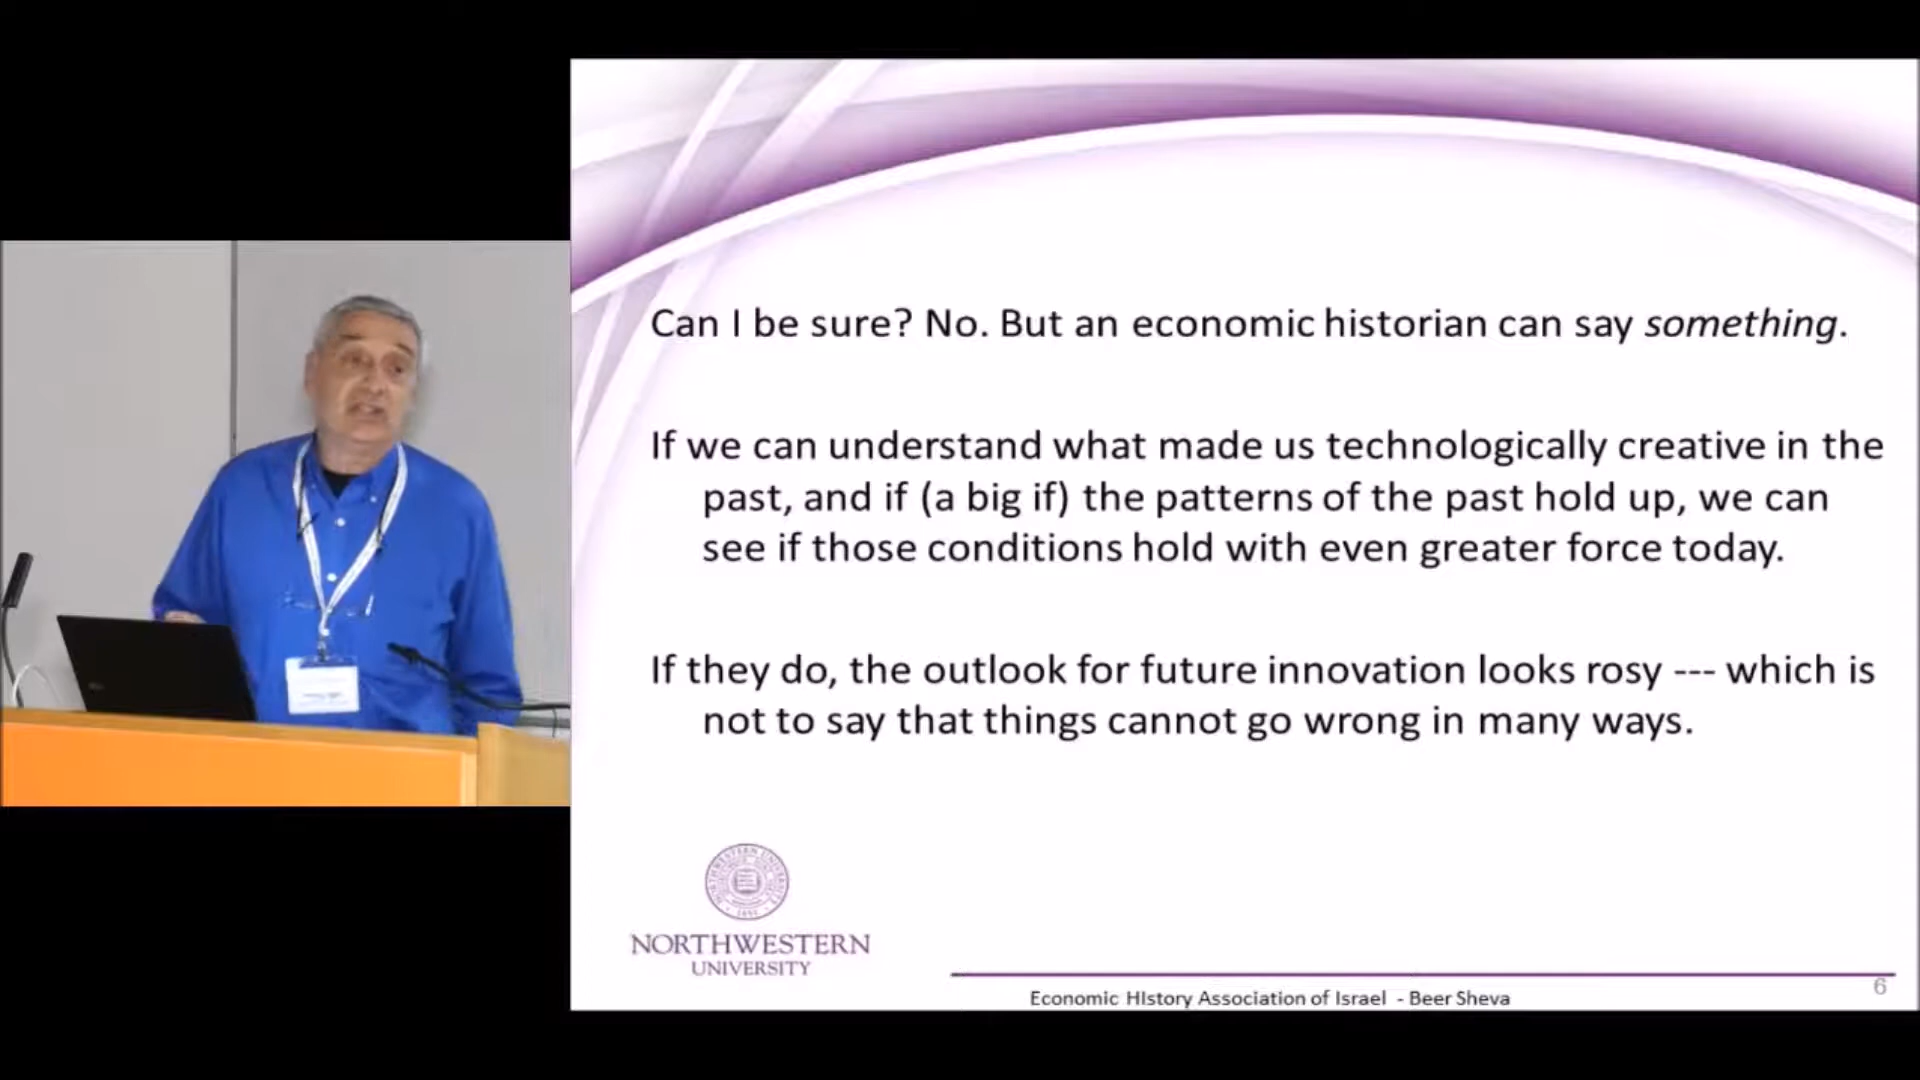 Can I be sure? No. But an economic historian can say something.
If we can understand what made us technologically creative in the
past, and if (a big if) the patterns of the past hold up, we can
see if those conditions hold with even greater force today.
If they do, the outlook for future innovation looks rosy --- which is
not to say that things cannot go wrong in many ways.
NORTHWESTERN
UNIVERSITY
Economic HIstory Association of Israel - Beer Sheva
6